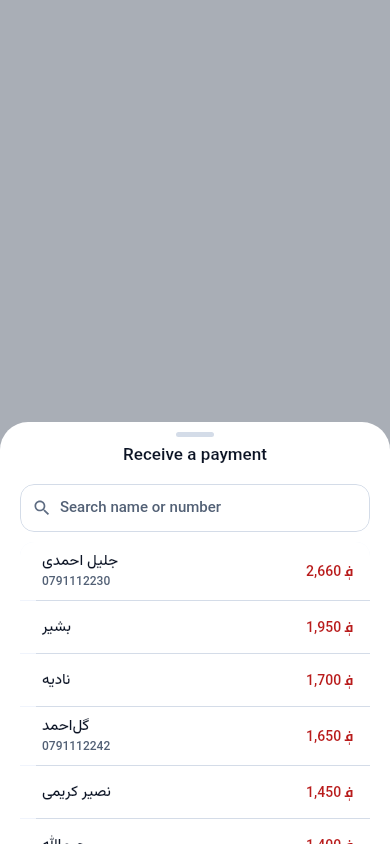 Receive a payment
Search name or number
جلیل احمدی
2,660 ؋
0791112230
بشیر
1,950 ؋
نادیه
1,700 ؋
گل‌احمد
1,650 ؋
0791112242
نصیر کریمی
1,450 ؋